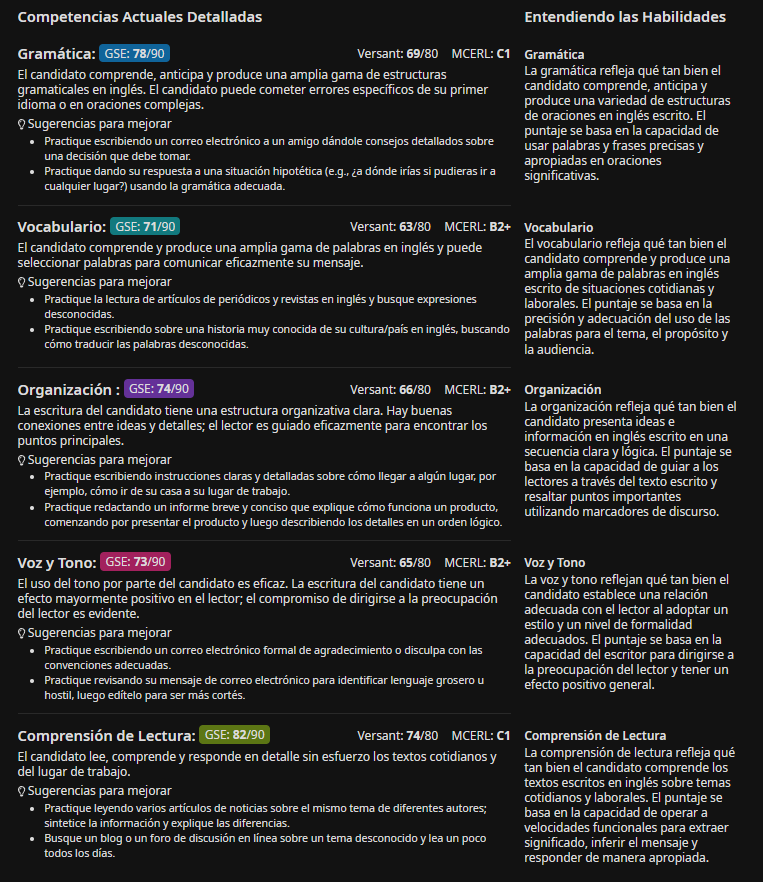 Competencias Actuales Detalladas
Gramática: GSE: 78/90 Versant: 69/80 MCERL: C1
El candidato comprende, anticipa y produce una amplia gama de estructuras
gramaticales en inglés. El candidato puede cometer errores específicos de su primer
idioma o en oraciones complejas.
Sugerencias para mejorar
• Practique escribiendo un correo electrónico a un amigo dándole consejos detallados sobre
una decisión que debe tomar.
• Practique dando su respuesta a una situación hipotética (e.g., ¿a dónde irías si pudieras ir a
cualquier lugar?) usando la gramática adecuada.
Vocabulario: GSE: 71/90 Versant: 63/80 MCERL: B2+
El candidato comprende y produce una amplia gama de palabras en inglés y puede
seleccionar palabras para comunicar eficazmente su mensaje.
Sugerencias para mejorar
• Practique la lectura de artículos de periódicos y revistas en inglés y busque expresiones
desconocidas.
• Practique escribiendo sobre una historia muy conocida de su cultura/país en inglés, buscando
cómo traducir las palabras desconocidas.
Organización : GSE: 74/90 Versant: 66/80 MCERL: B2+
La escritura del candidato tiene una estructura organizativa clara. Hay buenas
conexiones entre ideas y detalles; el lector es guiado eficazmente para encontrar los
puntos principales.
Sugerencias para mejorar
• Practique escribiendo instrucciones claras y detalladas sobre cómo llegar a algún lugar, por
ejemplo, cómo ir de su casa a su lugar de trabajo.
• Practique redactando un informe breve y conciso que explique cómo funciona un producto,
comenzando por presentar el producto y luego describiendo los detalles en un orden lógico.
Voz y Tono: GSE: 73/90 Versant: 65/80 MCERL: B2+
El uso del tono por parte del candidato es eficaz. La escritura del candidato tiene un
efecto mayormente positivo en el lector; el compromiso de dirigirse a la preocupación
del lector es evidente.
Sugerencias para mejorar
• Practique escribiendo un correo electrónico formal de agradecimiento o disculpa con las
convenciones adecuadas.
• Practique revisando su mensaje de correo electrónico para identificar lenguaje grosero u
hostil, luego edítelo para ser más cortés.
Comprensión de Lectura: GSE: 82/90 Versant: 74/80 MCERL: C1
El candidato lee, comprende y responde en detalle sin esfuerzo los textos cotidianos y
del lugar de trabajo.
Sugerencias para mejorar
• Practique leyendo varios artículos de noticias sobre el mismo tema de diferentes autores;
sintetice la información y explique las diferencias.
• Busque un blog o un foro de discusión en línea sobre un tema desconocido y lea un poco
todos los días.
Entendiendo las Habilidades
Gramática
La gramática refleja qué tan bien el
candidato comprende, anticipa y
produce una variedad de estructuras
de oraciones en inglés escrito. El
puntaje se basa en la capacidad de
usar palabras y frases precisas y
apropiadas en oraciones
significativas.
Vocabulario
El vocabulario refleja qué tan bien el
candidato comprende y produce una
amplia gama de palabras en inglés
escrito de situaciones cotidianas y
laborales. El puntaje se basa en la
precisión y adecuación del uso de las
palabras para el tema, el propósito y
la audiencia.
Organización
La organización refleja qué tan bien el
candidato presenta ideas e
información en inglés escrito en una
secuencia clara y lógica. El puntaje se
basa en la capacidad de guiar a los
lectores a través del texto escrito y
resaltar puntos importantes
utilizando marcadores de discurso.
Voz y Tono
La voz y tono reflejan qué tan bien el
candidato establece una relación
adecuada con el lector al adoptar un
estilo y un nivel de formalidad
adecuados. El puntaje se basa en la
capacidad del escritor para dirigirse a
la preocupación del lector y tener un
efecto positivo general.
Comprensión de Lectura
La comprensión de lectura refleja qué
tan bien el candidato comprende los
textos escritos en inglés sobre temas
cotidianos y laborales. El puntaje se
basa en la capacidad de operar a
velocidades funcionales para extraer
significado, inferir el mensaje y
responder de manera apropiada.